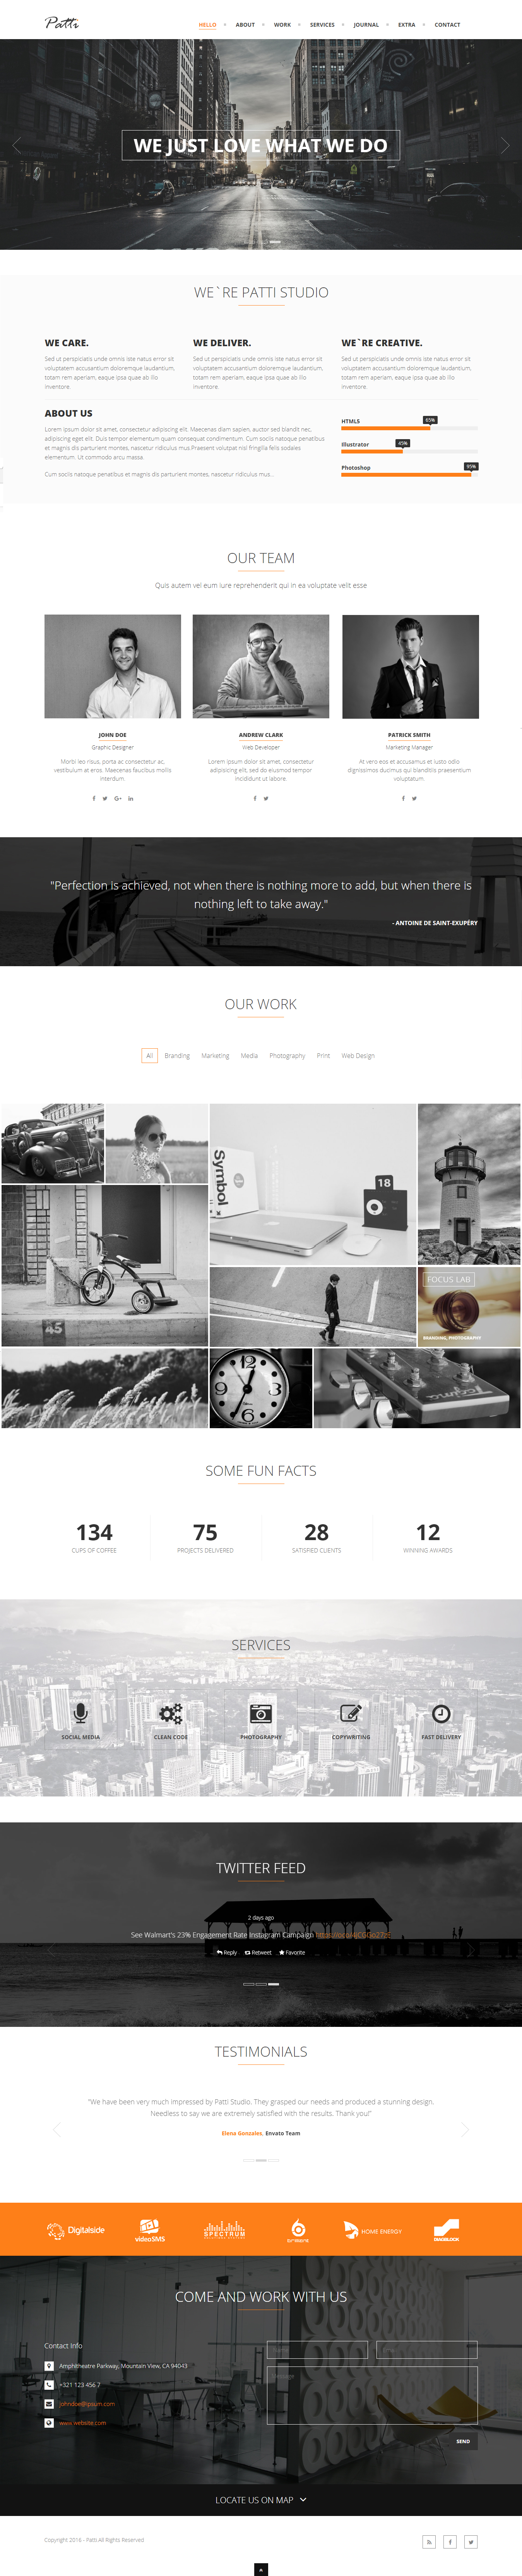 Patti
HELLO
ABOUT
WORK
SERVICES
JOURNAL
EXTRA
CONTACT
WE JUST LOVE WHAT WE DO
WE`RE PATTI STUDIO
WE CARE.
Sed ut perspiciatis unde omnis iste natus error sit
voluptatem accusantium doloremque laudantium,
totam rem aperiam, eaque ipsa quae ab illo
inventore.
WE DELIVER.
Sed ut perspiciatis unde omnis iste natus error sit
voluptatem accusantium doloremque laudantium,
totam rem aperiam, eaque ipsa quae ab illo
inventore.
WE`RE CREATIVE.
Sed ut perspiciatis unde omnis iste natus error sit
voluptatem accusantium doloremque laudantium,
totam rem aperiam, eaque ipsa quae ab illo
inventore.
ABOUT US
Lorem ipsum dolor sit amet, consectetur adipiscing elit. Maecenas diam sapien, auctor sed blandit nec,
adipiscing eget elit. Duis tempor elementum quam consequat condimentum. Cum sociis natoque penatibus
et magnis dis parturient montes, nascetur ridiculus mus.Praesent volutpat nisl fringilla felis sodales
elementum. Ut commodo arcu massa.
Cum sociis natoque penatibus et magnis dis parturient montes, nascetur ridiculus mus...
HTML5
65%
Illustrator
45%
Photoshop
95%
OUR TEAM
Quis autem vel eum iure reprehenderit qui in ea voluptate velit esse
JOHN DOE
Graphic Designer
Morbi leo risus, porta ac consectetur ac,
vestibulum at eros. Maecenas faucibus mollis
interdum.
ANDREW CLARK
Web Developer
Lorem ipsum dolor sit amet, consectetur
adipisicing elit, sed do eiusmod tempor
incididunt ut labore.
PATRICK SMITH
Marketing Manager
At vero eos et accusamus et iusto odio
dignissimos ducimus qui blanditiis praesentium
voluptatum.
"Perfection is achieved, not when there is nothing more to add, but when there is
nothing left to take away."
- ANTOINE DE SAINT-EXUPÉRY
OUR WORK
All
Branding
Marketing
Media
Photography
Print
Web Design
Symbol
18
45
FOCUS LAB
BRANDING, PHOTOGRAPHY
SOME FUN FACTS
134
CUPS OF COFFEE
75
PROJECTS DELIVERED
28
SATISFIED CLIENTS
12
WINNING AWARDS
SERVICES
SOCIAL MEDIA
CLEAN CODE
PHOTOGRAPHY
COPYWRITING
FAST DELIVERY
TWITTER FEED
2 days ago
See Walmart's 23% Engagement Rate Instagram Campaign
Reply
Retweet
Favorite
TESTIMONIALS
"We have been very much impressed by Patti Studio. They grasped our needs and produced a stunning design.
Needless to say we are extremely satisfied with the results. Thank you!"
Elena Gonzales, Envato Team
Digitalside
videoSMS
SPECTRUM
HOME ENERGY
DIAGBLOCK
COME AND WORK WITH US
Contact Info
Amphitheatre Parkway, Mountain View, CA 94043
+321 123 456 7
johndoe@ipsum.com
www.website.com
SEND
LOCATE US ON MAP
Copyright 2016 - Patti All Rights Reserved